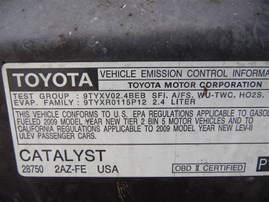 TOYOTA
VEHICLE EMISSION CONTROL INFORMA
TOYOTA MOTOR CORPORATION
TEST GROUP : 9TYXV02.4BEB SFI, A/FS, WU-TWC, HO2S,
EVAP. FAMILY: 9TYXR0115P12 2.4 LITER
THIS VEHICLE CONFORMS TO U.S. EPA REGULATIONS APPLICABLE TO GASOLINE
FUELED 2009 MODEL YEAR NEW TIER 2 BIN 5 MOTOR VEHICLES AND TO
CALIFORNIA REGULATIONS APPLICABLE TO 2009 MODEL YEAR NEW LEV-II
ULEV PASSENGER CARS.
CATALYST
28750 2AZ-FE USA
OBD II CERTIFIED